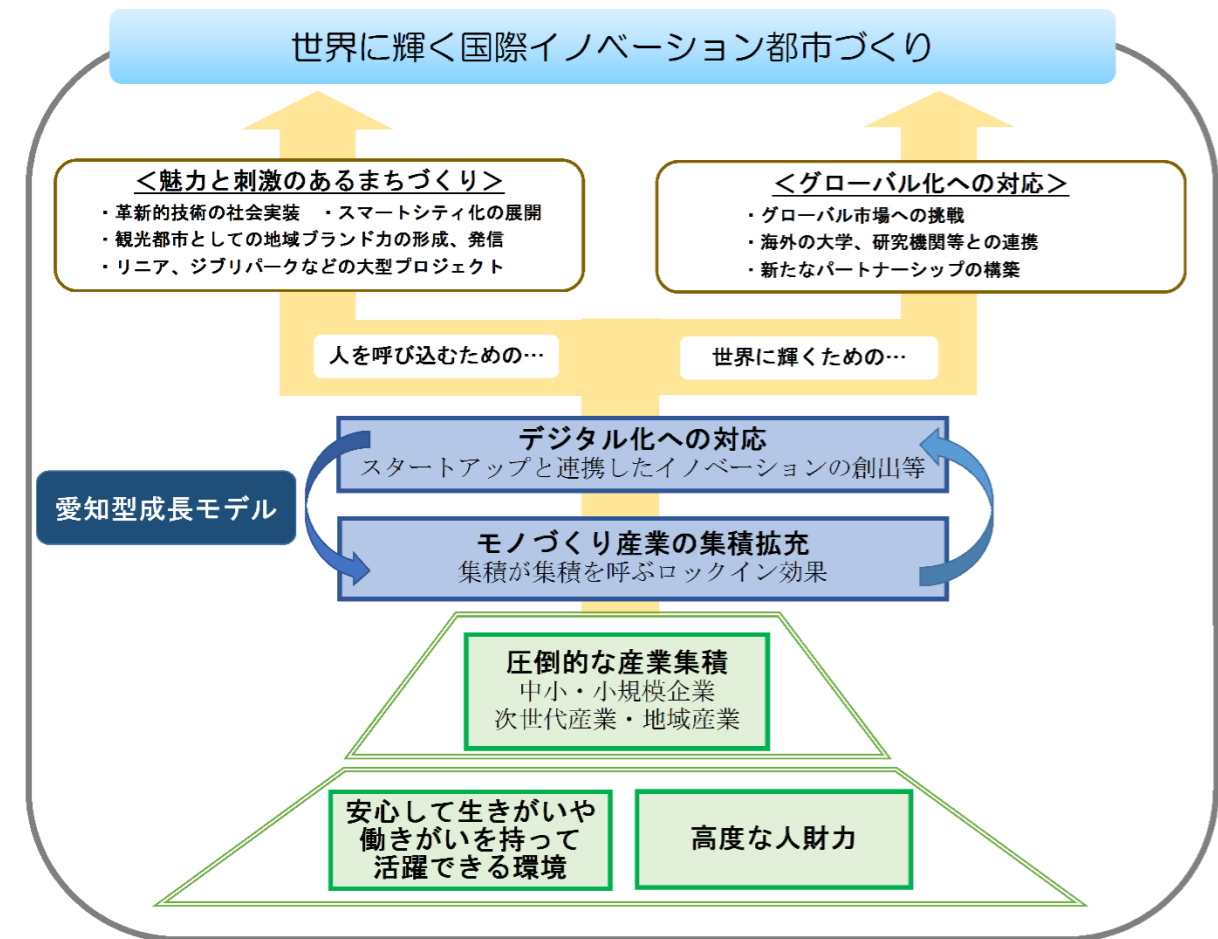 世界に輝く国際イノベーション都市づくり
＜魅力と刺激のあるまちづくり＞
・革新的技術の社会実装　・スマートシティ化の展開
・観光都市としての地域ブランド力の形成、発信
・リニア、ジブリパークなどの大型プロジェクト
＜グローバル化への対応＞
・グローバル市場への挑戦
・海外の大学、研究機関等との連携
・新たなパートナーシップの構築
人を呼び込むための…
世界に輝くための…
デジタル化への対応
スタートアップと連携したイノベーションの創出等
愛知型成長モデル
モノづくり産業の集積拡充
集積が集積を呼ぶロックイン効果
圧倒的な産業集積
中小・小規模企業
次世代産業・地域産業
安心して生きがいや
働きがいを持って
活躍できる環境
高度な人財力